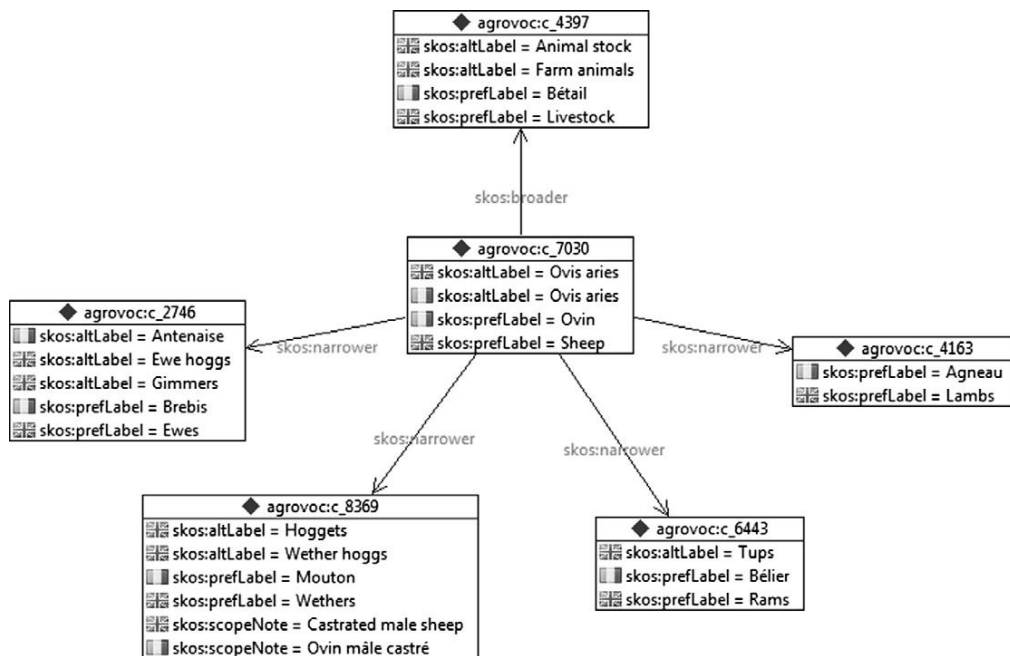 agrovoc:c_4397
skos:altLabel = Animal stock
skos:altLabel = Farm animals
skos:prefLabel = Bétail
skos:prefLabel = Livestock
skos:broader
agrovoc:c_7030
skos:altLabel = Ovis aries
skos:altLabel = Ovis aries
skos:prefLabel = Ovin
skos:prefLabel = Sheep
agrovoc:c_2746
skos:altLabel = Antenaise
skos:altLabel = Ewe hoggs
skos:altLabel = Gimmers
skos:prefLabel = Brebis
skos:prefLabel = Ewes
skos:narrower
skos:narrower
agrovoc:c_4163
skos:prefLabel = Agneau
skos:prefLabel = Lambs
skos:narrower
skos:narrower
agrovoc:c_8369
skos:altLabel = Hoggets
skos:altLabel = Wether hoggs
skos:prefLabel = Mouton
skos:prefLabel = Wethers
skos:scopeNote = Castrated male sheep
skos:scopeNote = Ovin mâle castré
agrovoc:c_6443
skos:altLabel = Tups
skos:prefLabel = Bélier
skos:prefLabel = Rams